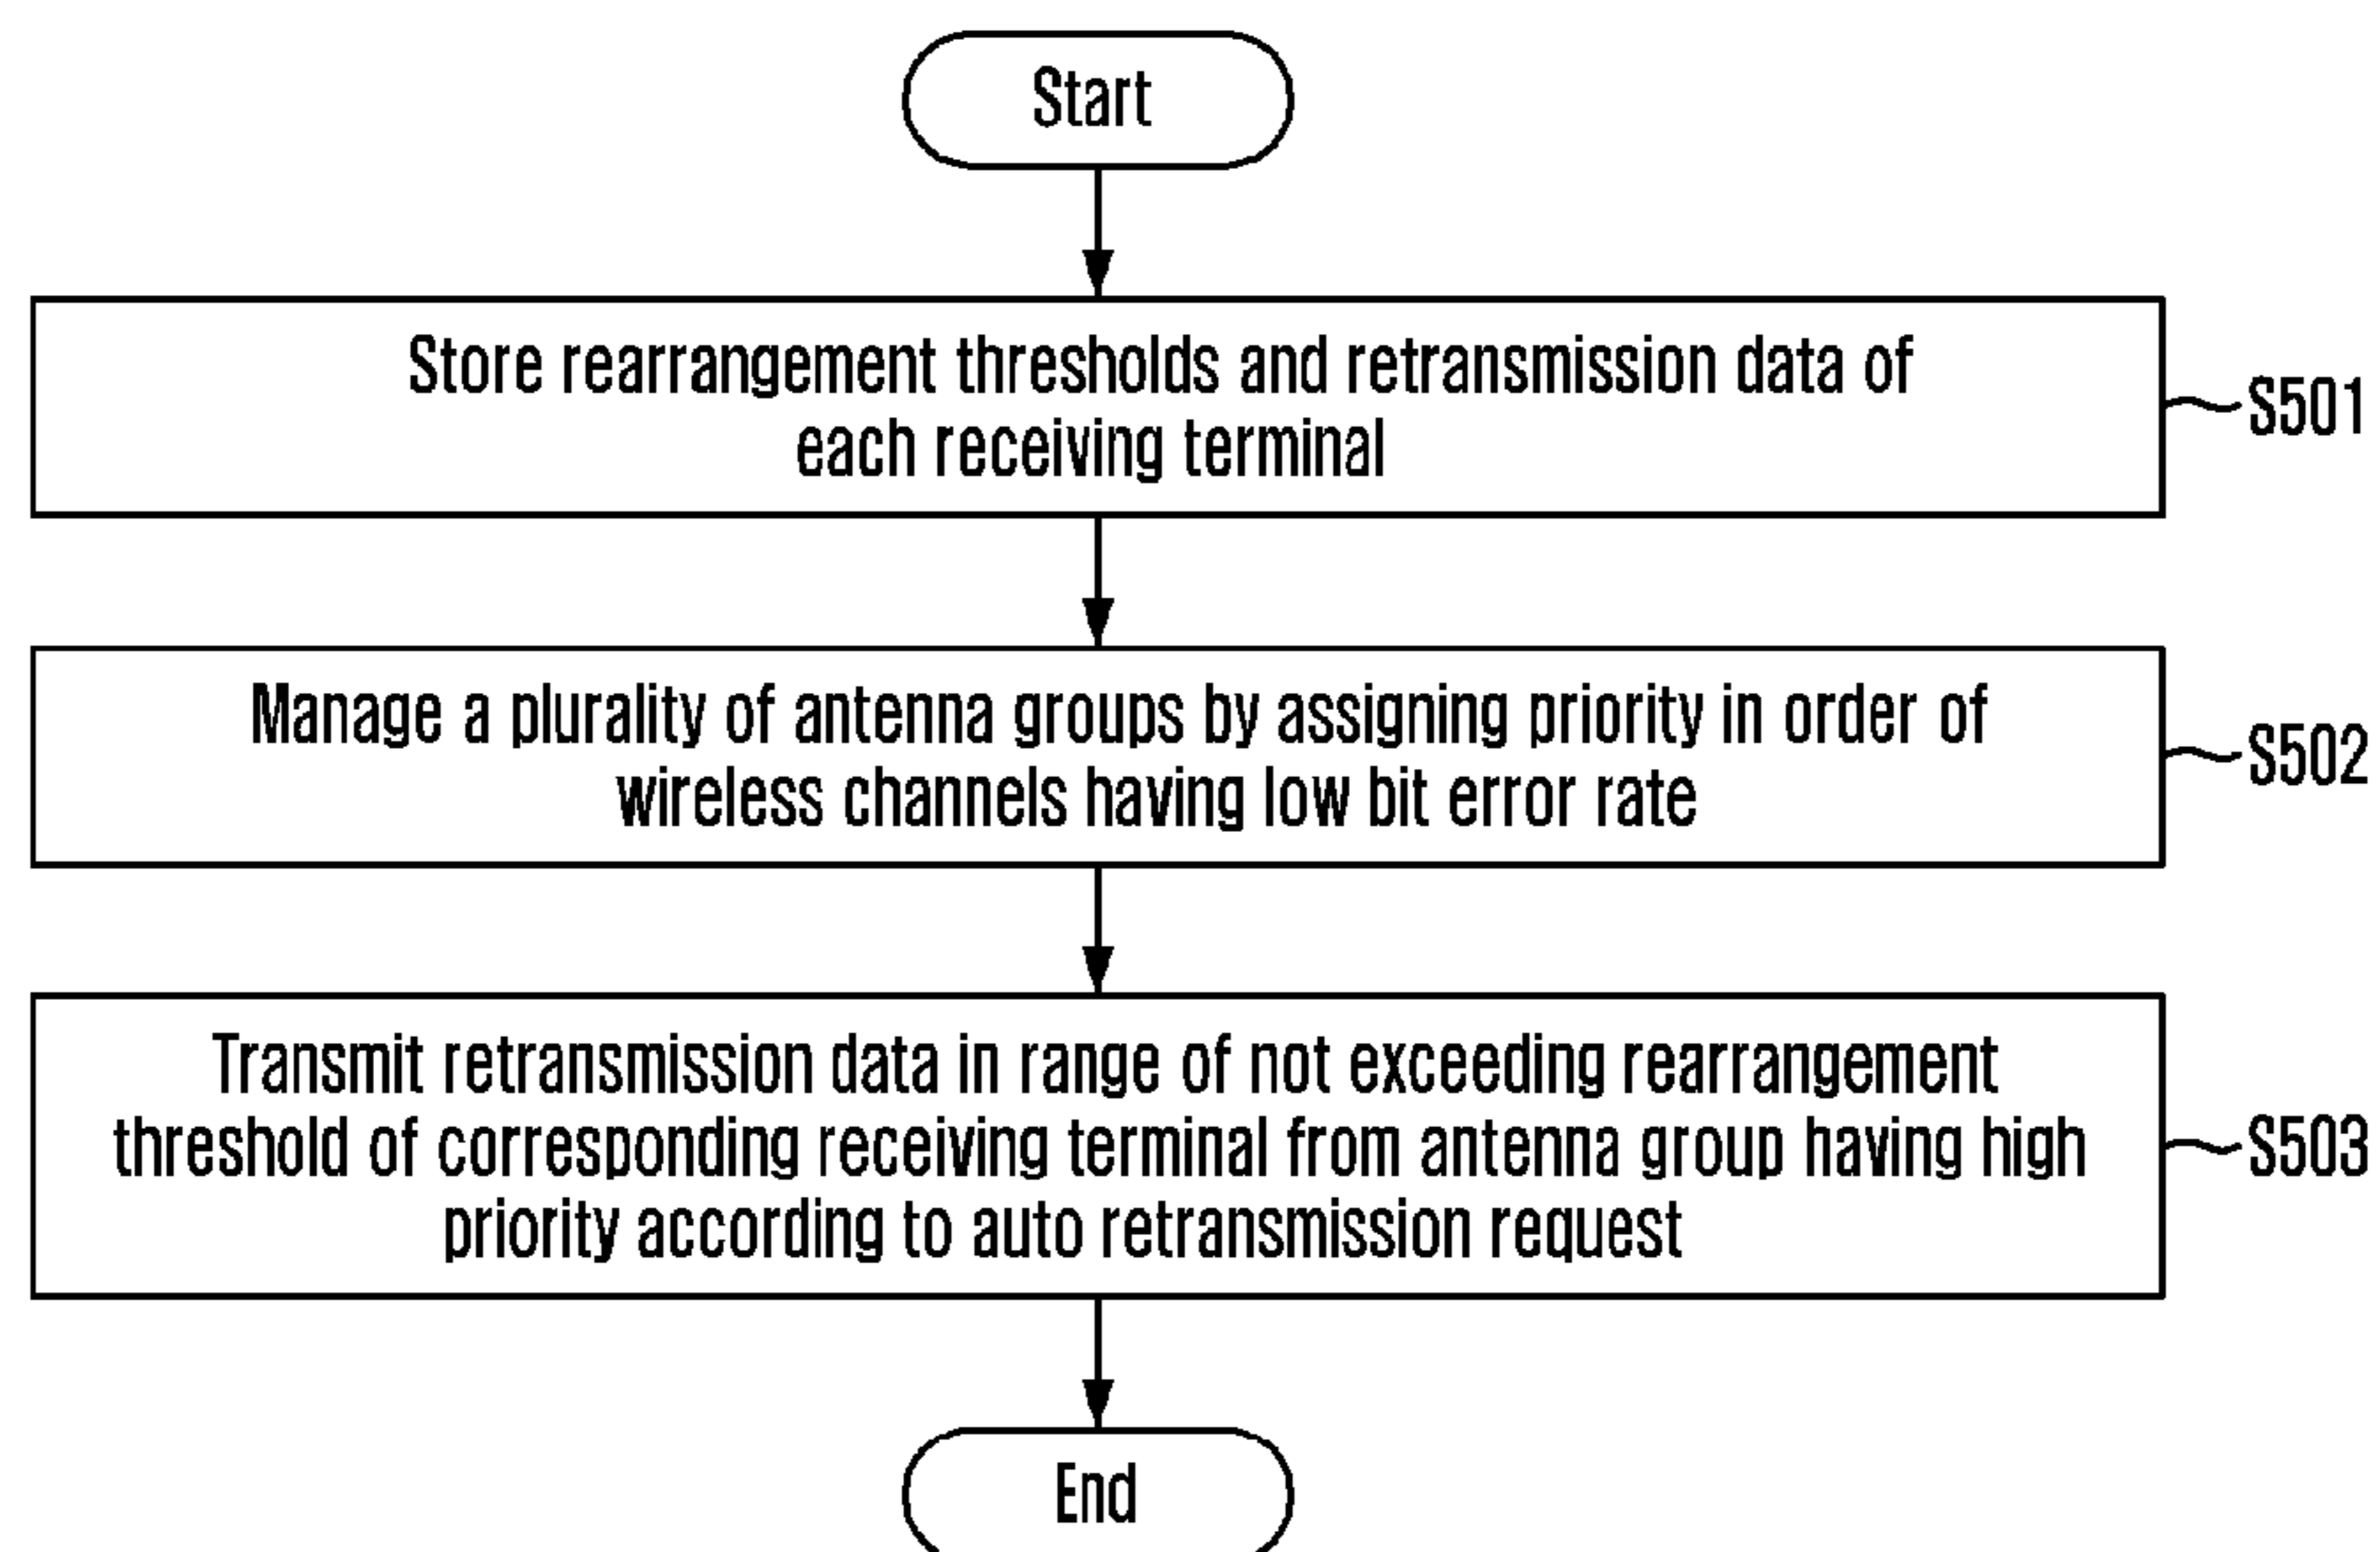 Start
Store rearrangement thresholds and retransmission data of
each receiving terminal
S501
Manage a plurality of antenna groups by assigning priority in order of
wireless channels having low bit error rate
S502
Transmit retransmission data in range of not exceeding rearrangement
threshold of corresponding receiving terminal from antenna group having high
priority according to auto retransmission request
S503
End